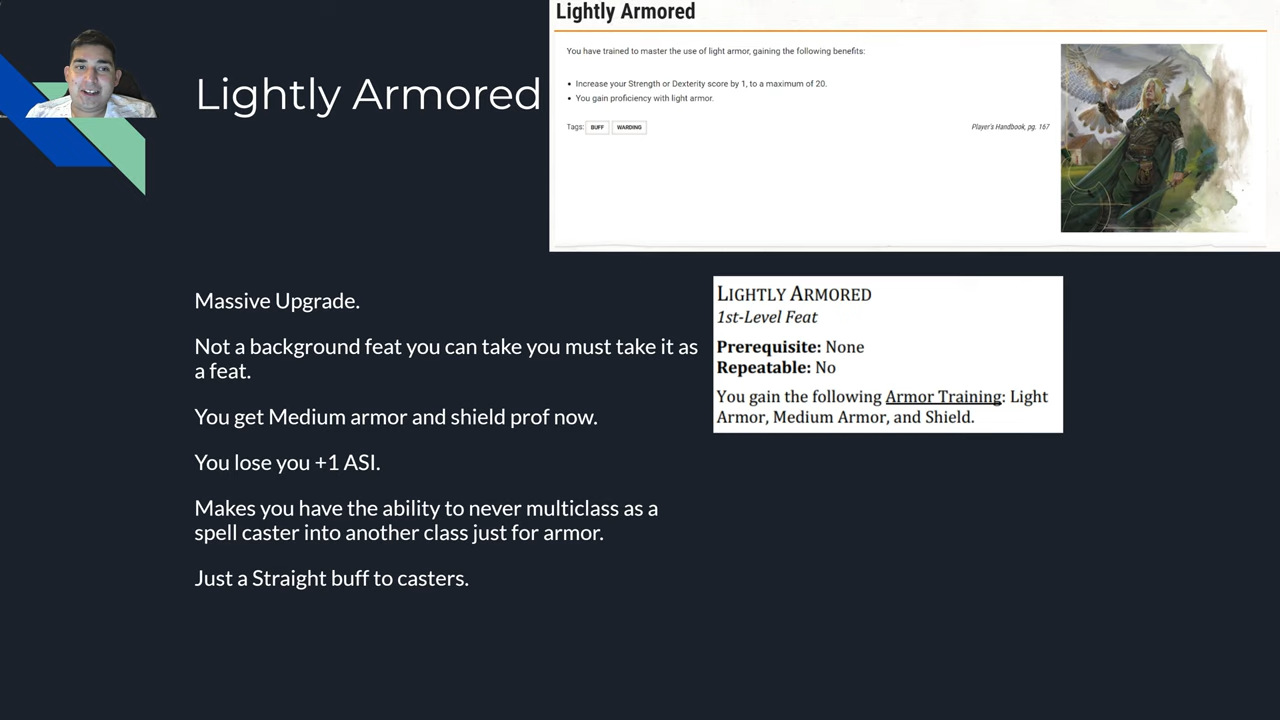 Lightly Armored
Lightly Armored
You have trained to master the use of light armor, gaining the following benefits:
• Increase your Strength or Dexterity score by 1, to a maximum of 20.
• You gain proficiency with light armor.
Tags: BUFF WARDING
Player's Handbook, pg. 167
Massive Upgrade.
Not a background feat you can take you must take it as
a feat.
You get Medium armor and shield prof now.
You lose you +1 ASI.
Makes you have the ability to never multiclass as a
spell caster into another class just for armor.
Just a Straight buff to casters.
LIGHTLY ARMORED
1st-Level Feat
Prerequisite: None
Repeatable: No
You gain the following Armor Training: Light
Armor, Medium Armor, and Shield.